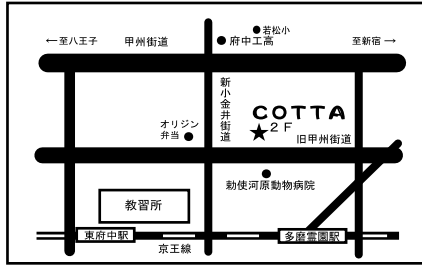 若松小
←至八王子
甲州街道
府中工高
至新宿→
新小金井街道
COTTA
★2F
オリジン
弁当
旧甲州街道
勅使河原動物病院
教習所
東府中駅
多磨霊園駅
京王線